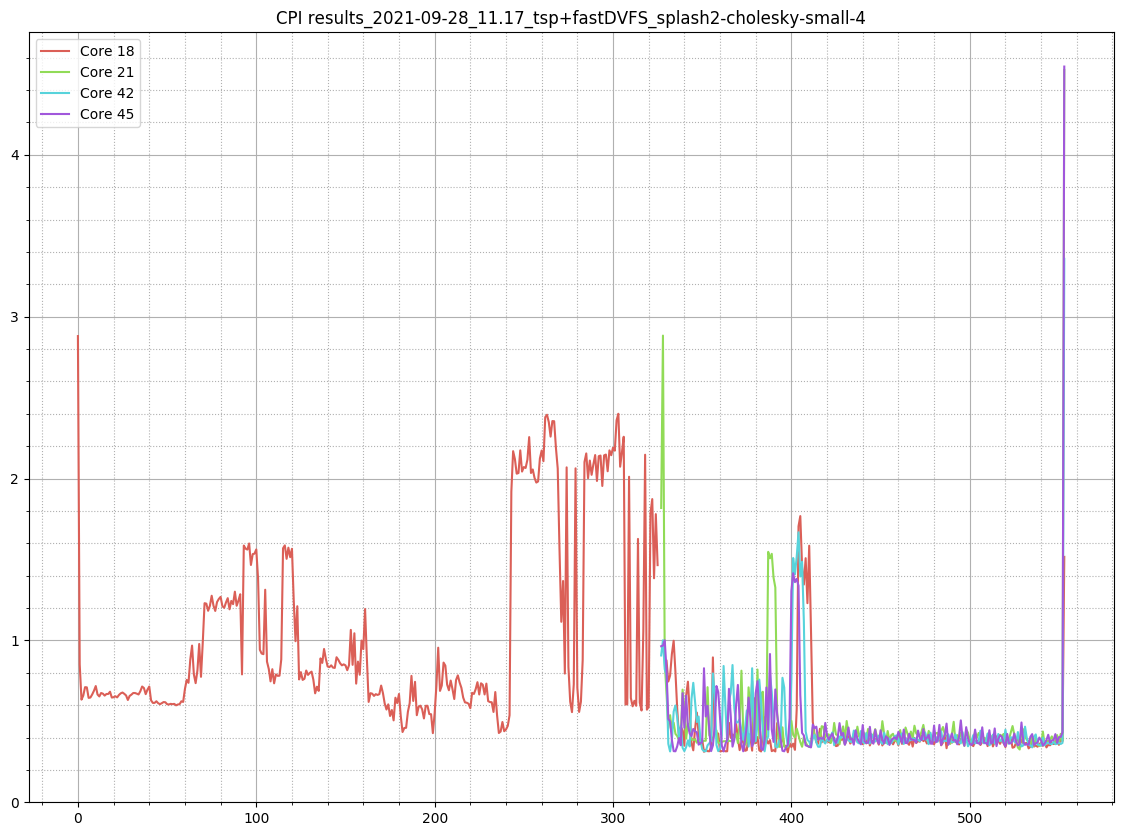 CPI results_2021-09-28_11.17_tsp+fastDVFS_splash2-cholesky-small-4
Core 18
Core 21
Core 42
Core 45
4
3
2
1
0
0 100 200 300 400 500